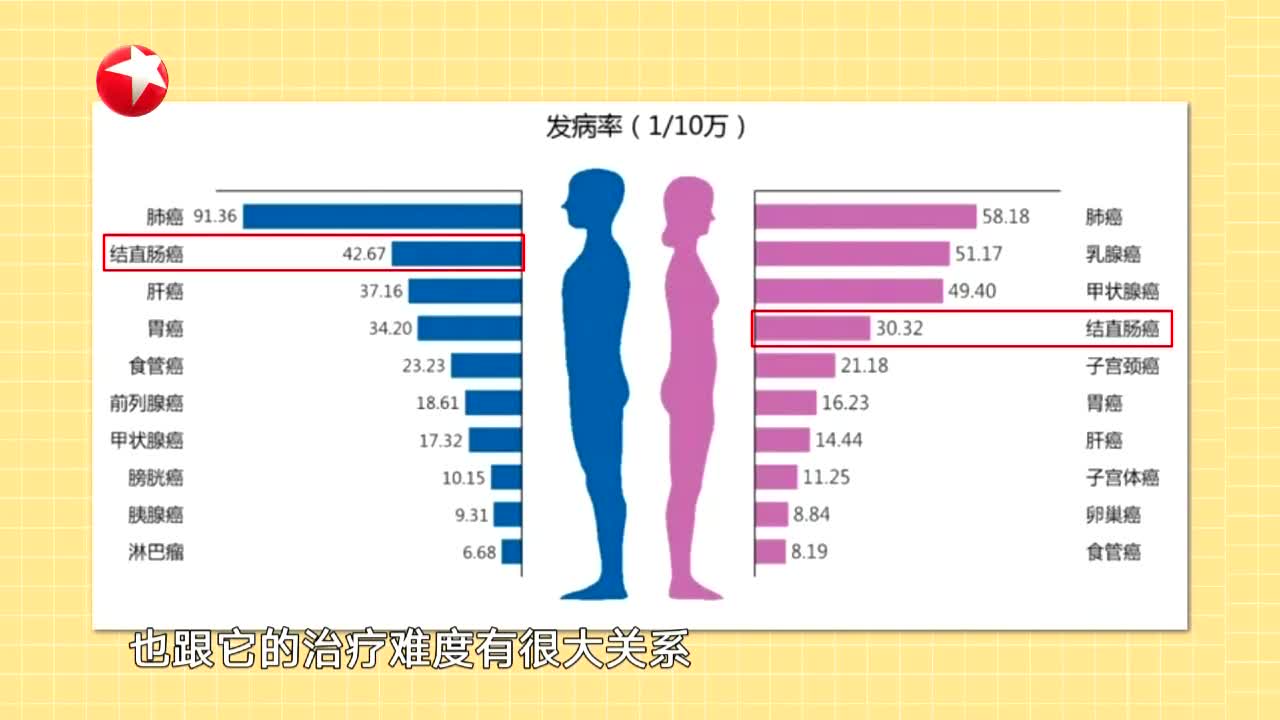 发病率（1/10万）
肺癌 91.36 58.18 肺癌
结直肠癌 42.67 51.17 乳腺癌
肝癌 37.16 49.40 甲状腺癌
胃癌 34.20 30.32 结直肠癌
食管癌 23.23 21.18 子宫颈癌
前列腺癌 18.61 16.23 胃癌
甲状腺癌 17.32 14.44 肝癌
膀胱癌 10.15 11.25 子宫体癌
胰腺癌 9.31 8.84 卵巢癌
淋巴瘤 6.68 8.19 食管癌
也跟它的治疗难度有很大关系